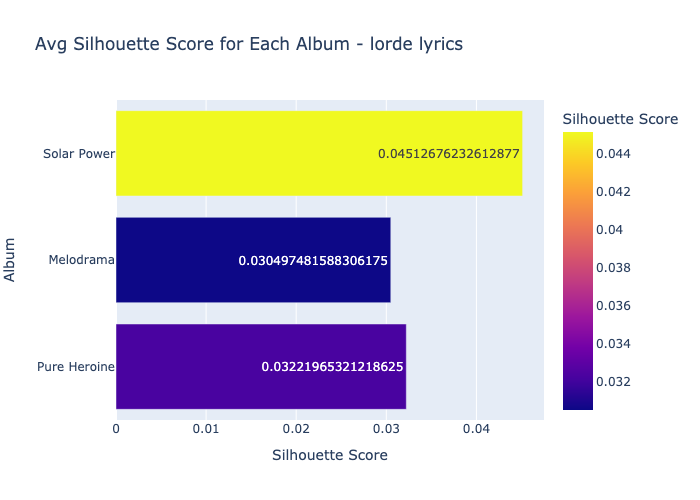 Avg Silhouette Score for Each Album - lorde lyrics
Silhouette Score
Album
Solar Power
0.04512676232612877
Melodrama
0.030497481588306175
Pure Heroine
0.03221965321218625
0
0.01
0.02
0.03
0.04
Silhouette Score
0.044
0.042
0.04
0.038
0.036
0.034
0.032